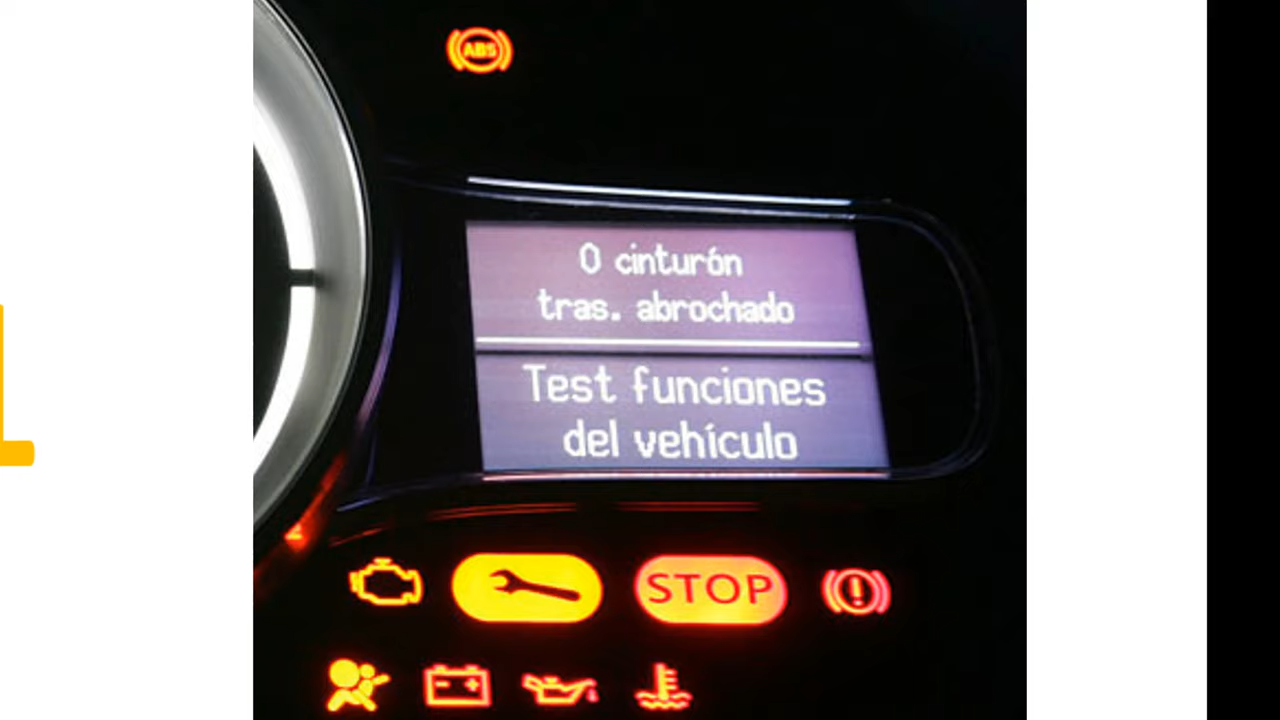 ABS
0 cinturón
tras. abrochado
Test funciones
del vehículo
STOP